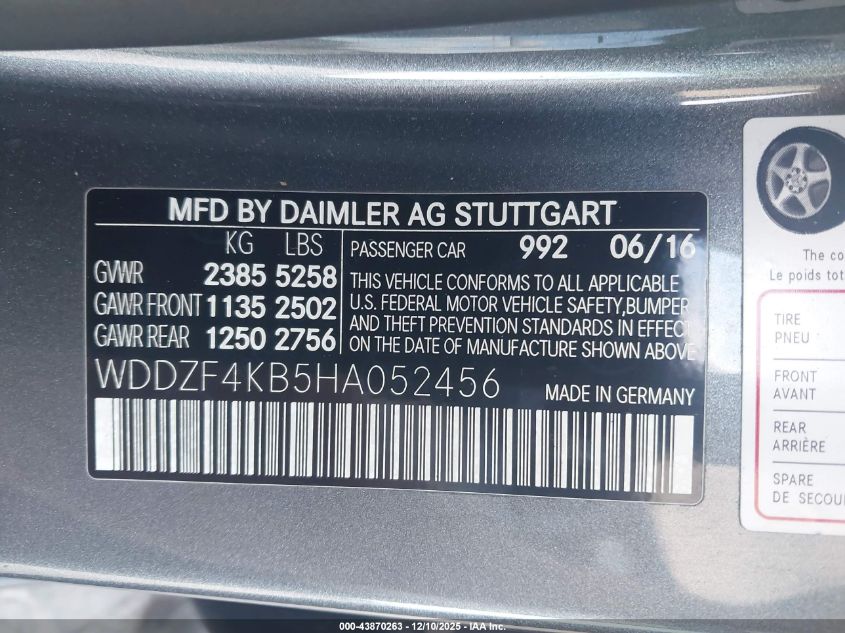 MFD BY DAIMLER AG STUTTGART
KG LBS
GVWR 2385 5258
GAWR FRONT 1135 2502
GAWR REAR 1250 2756
PASSENGER CAR 992 06/16
THIS VEHICLE CONFORMS TO ALL APPLICABLE
U.S. FEDERAL MOTOR VEHICLE SAFETY, BUMPER
AND THEFT PREVENTION STANDARDS IN EFFECT
ON THE DATE OF MANUFACTURE SHOWN ABOVE
WDDZF4KB5HA052456
MADE IN GERMANY
The co
Le poids tot
TIRE
PNEU
FRONT
AVANT
REAR
ARRIÈRE
SPARE
DE SECOU
000-43870263 - 12/10/2025 - IAA Inc.